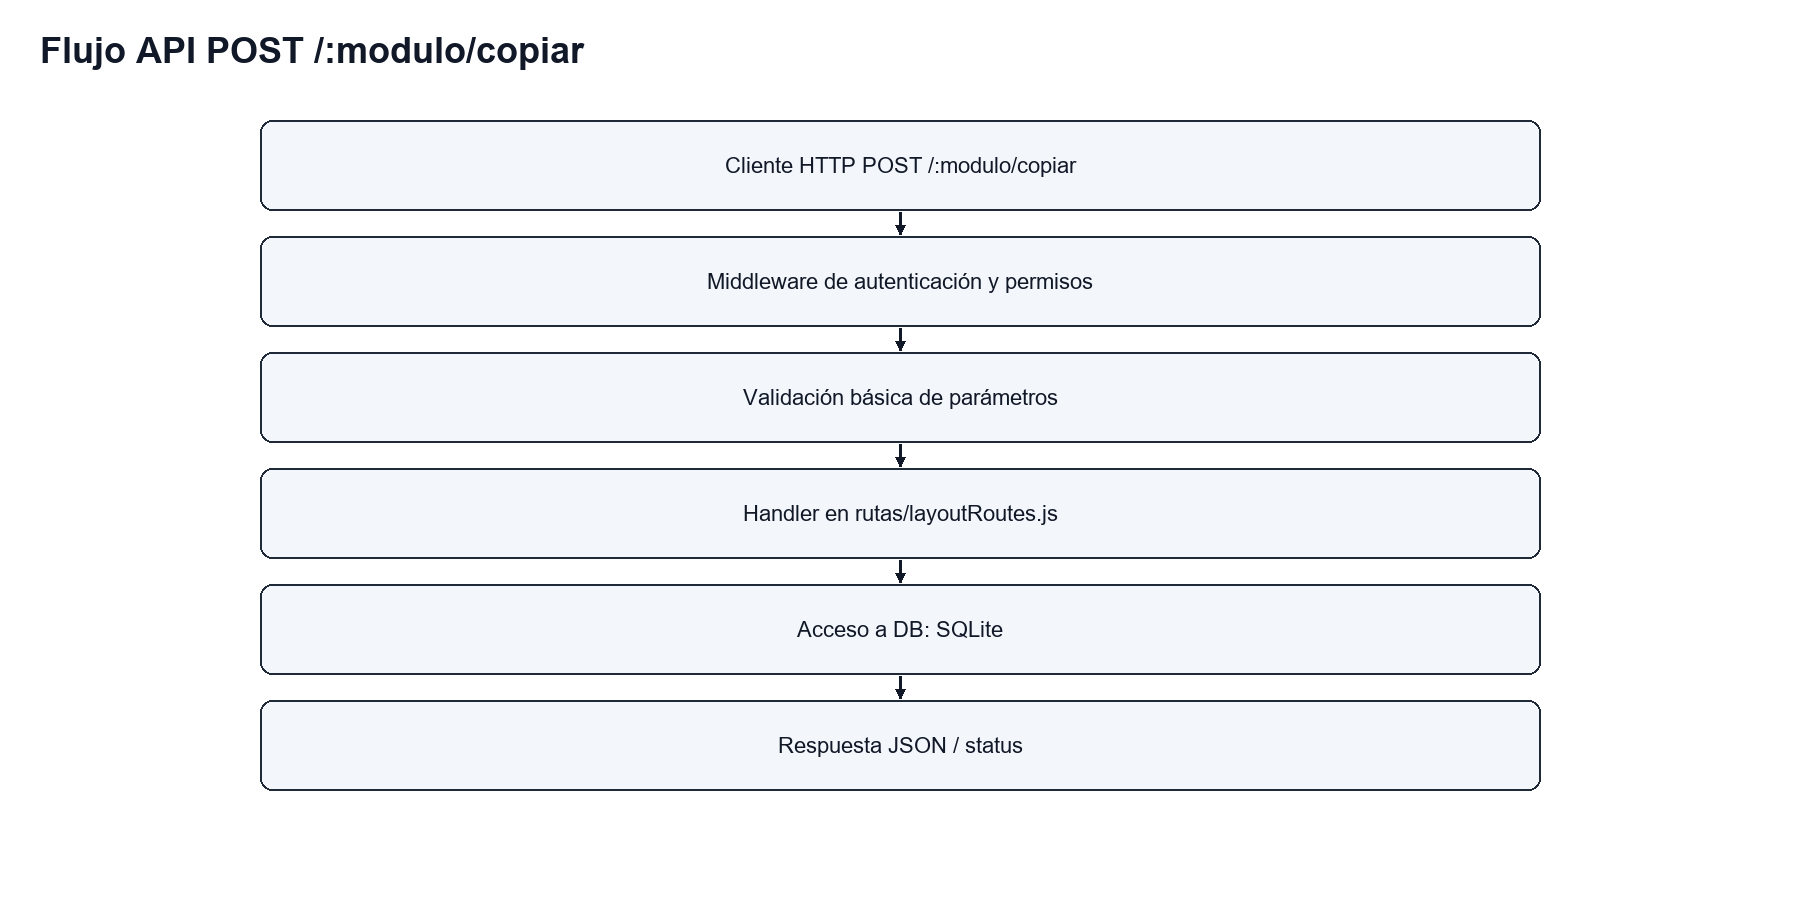 Flujo API POST /:modulo/copiar
Cliente HTTP POST /:modulo/copiar
Middleware de autenticación y permisos
Validación básica de parámetros
Handler en rutas/layoutRoutes.js
Acceso a DB: SQLite
Respuesta JSON / status